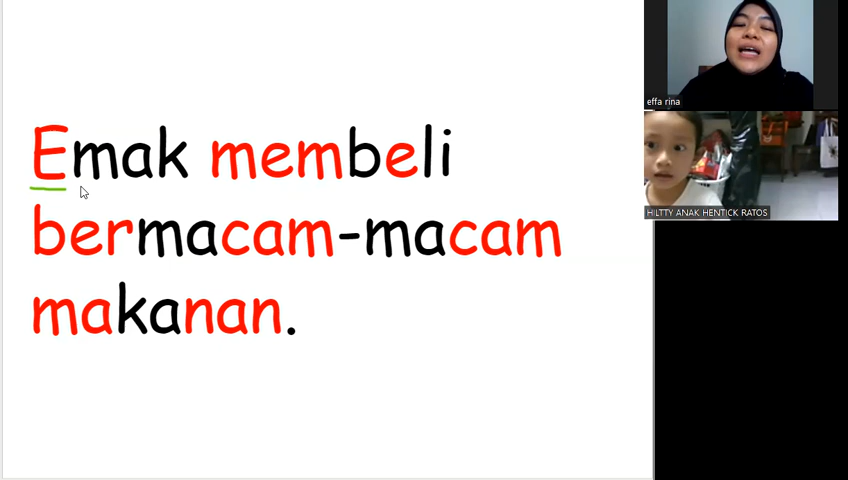 Emak membeli
bermacam-macam
makanan.
effa rina
HILTTY ANAK HENTICK RATOS